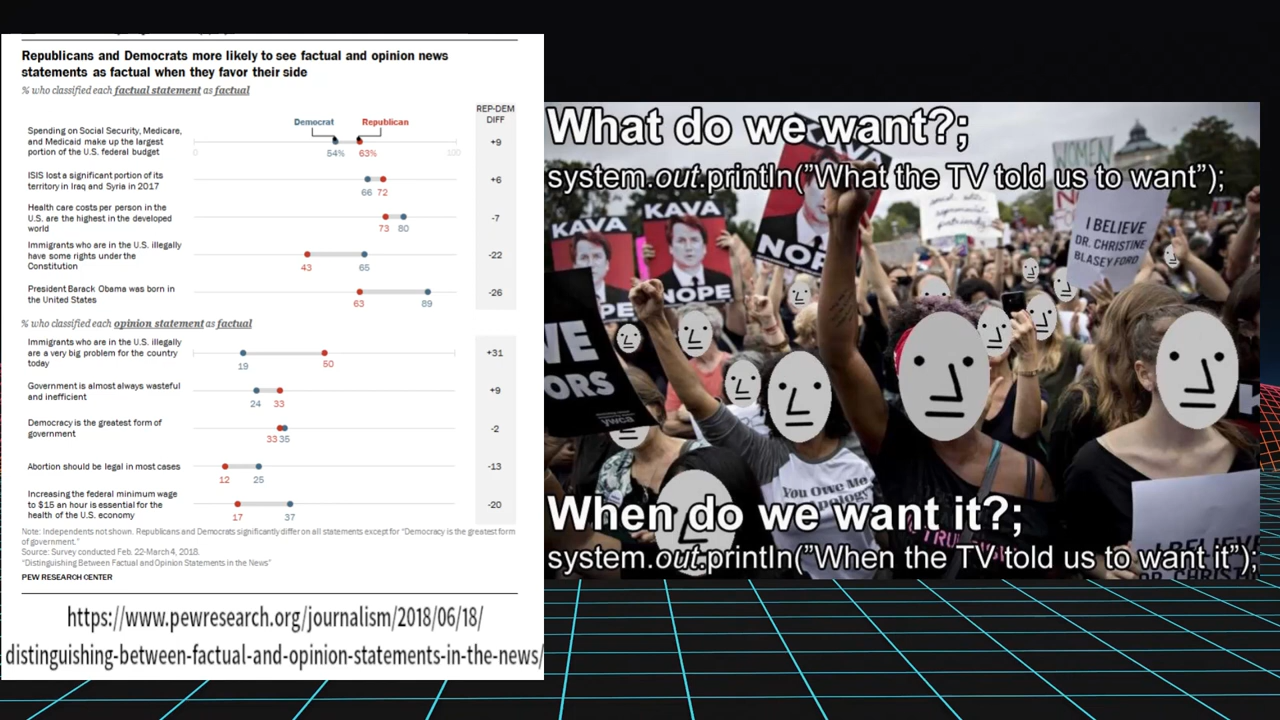 Republicans and Democrats more likely to see factual and opinion news
statements as factual when they favor their side
% who classified each factual statement as factual
REP-DEM
DIFF
Democrat
Republican
Spending on Social Security, Medicare,
and Medicaid make up the largest
portion of the U.S. federal budget
0
54%
63%
100
+9
ISIS lost a significant portion of its
territory in Iraq and Syria in 2017
66
72
+6
Health care costs per person in the
U.S. are the highest in the developed
world
73
80
-7
Immigrants who are in the U.S. illegally
have some rights under the
Constitution
43
65
-22
President Barack Obama was born in
the United States
63
89
-26
% who classified each opinion statement as factual
Immigrants who are in the U.S. illegally
are a very big problem for the country
today
19
50
+31
Government is almost always wasteful
and inefficient
24
33
+9
Democracy is the greatest form of
government
33
35
-2
Abortion should be legal in most cases
12
25
-13
Increasing the federal minimum wage
to $15 an hour is essential for the
health of the U.S. economy
17
37
-20
Note: Independents not shown. Republicans and Democrats significantly differ on all statements except for "Democracy is the greatest form
of government."
Source: Survey conducted Feb. 22-March 4, 2018.
"Distinguishing Between Factual and Opinion Statements in the News"
PEW RESEARCH CENTER
https://www.pewresearch.org/journalism/2018/06/18/
distinguishing-between-factual-and-opinion-statements-in-the-news/
What do we want?;
system.out.println("What the TV told us to want");
WOMEN
KAVA
NOPE
KAVA
NOPE
NOP
I BELIEVE
DR. CHRISTINE
BLASEY FORD
VE
ORS
ywca
You Owe Me
When do we want it?;
system.out.println("When the TV told us to want it");